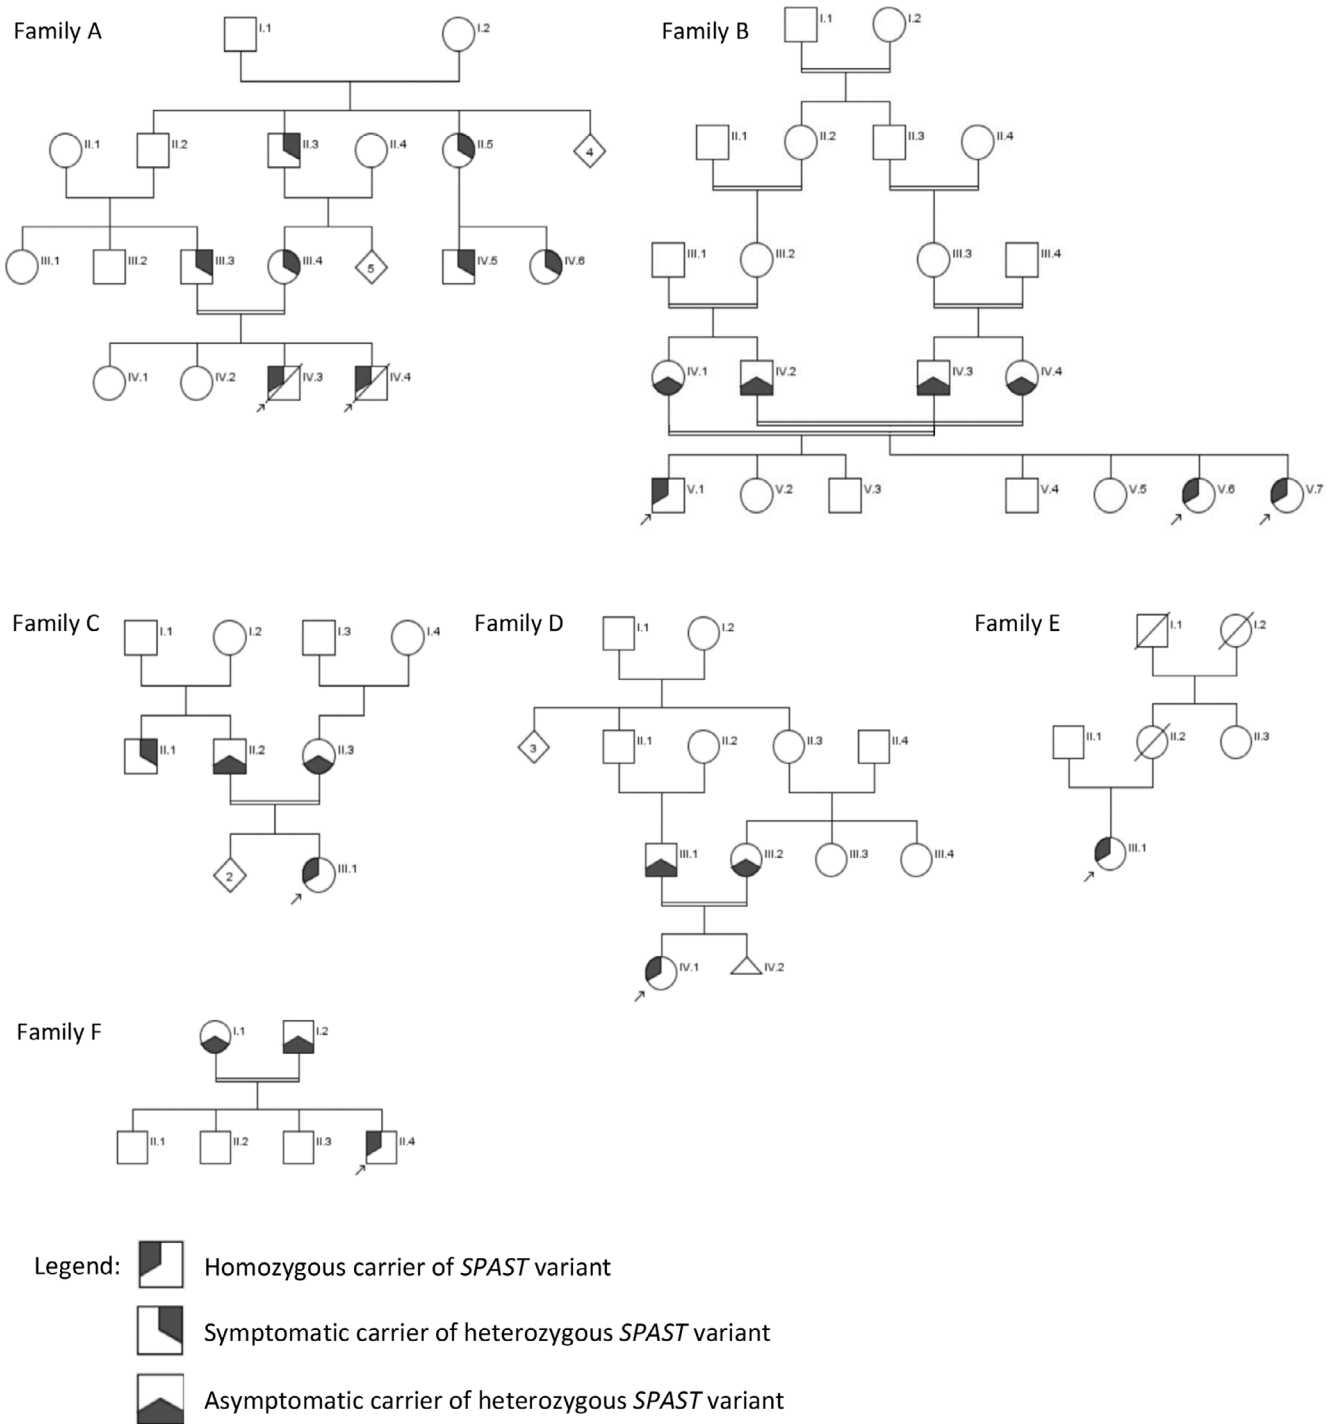 Family A
I.1
I.2
II.1
II.2
II.3
II.4
II.5
4
III.1
III.2
III.3
III.4
5
IV.5
IV.6
IV.1
IV.2
IV.3
IV.4
Family B
I.1
I.2
II.1
II.2
II.3
II.4
III.1
III.2
III.3
III.4
IV.1
IV.2
IV.3
IV.4
V.1
V.2
V.3
V.4
V.5
V.6
V.7
Family C
I.1
I.2
I.3
I.4
II.1
II.2
II.3
2
III.1
Family D
I.1
I.2
3
II.1
II.2
II.3
II.4
III.1
III.2
III.3
III.4
IV.1
IV.2
Family E
I.1
I.2
II.1
II.2
II.3
III.1
Family F
I.1
I.2
II.1
II.2
II.3
II.4
Legend:
Homozygous carrier of SPAST variant
Symptomatic carrier of heterozygous SPAST variant
Asymptomatic carrier of heterozygous SPAST variant